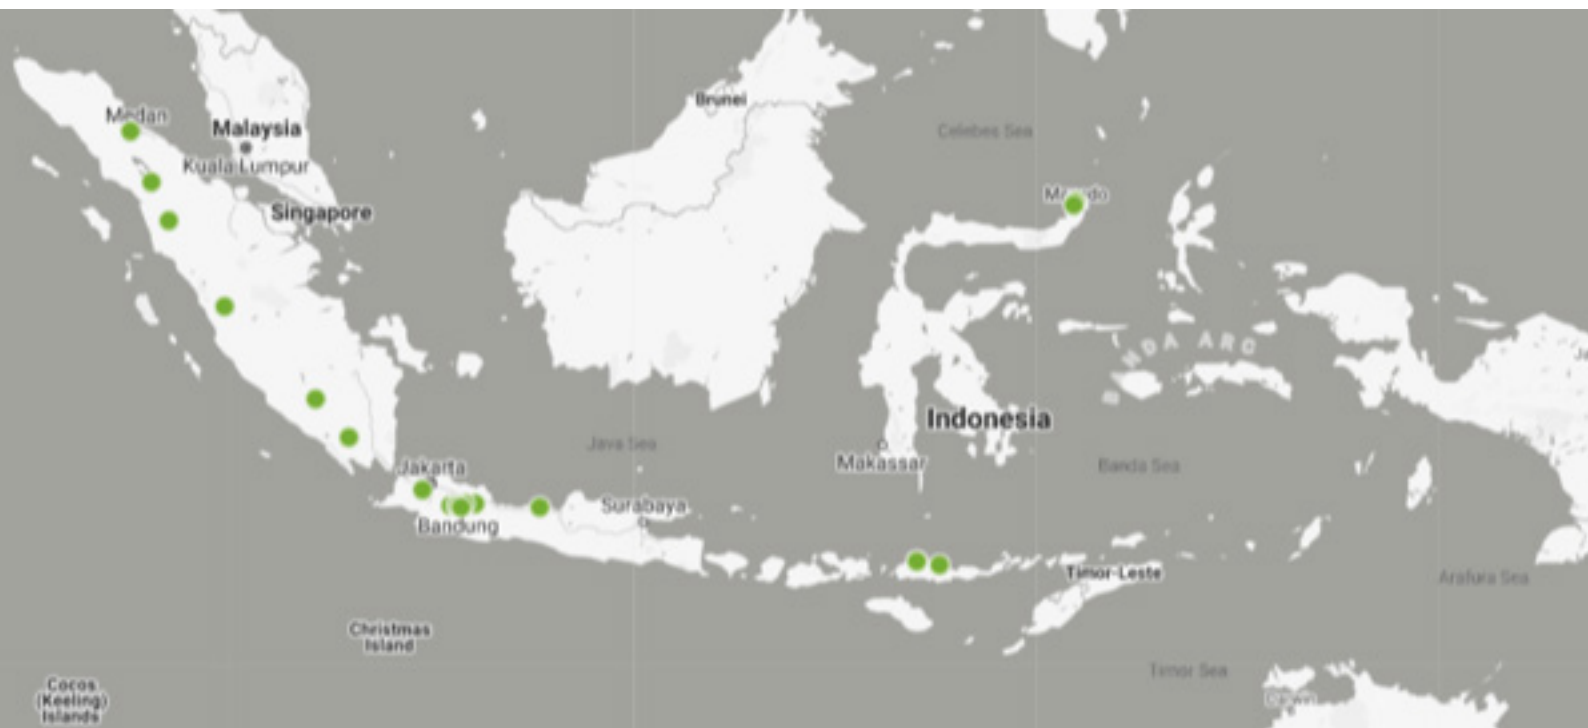 Medan
Malaysia
Kuala Lumpur
Singapore
Brunei
Celebes Sea
Indonesia
Makassar
Java Sea
Jakarta
Bandung
Surabaya
Banda Sea
Timor-Leste
Arafura Sea
Timor Sea
Darwin
Christmas
Island
Cocos
(Keeling)
Islands